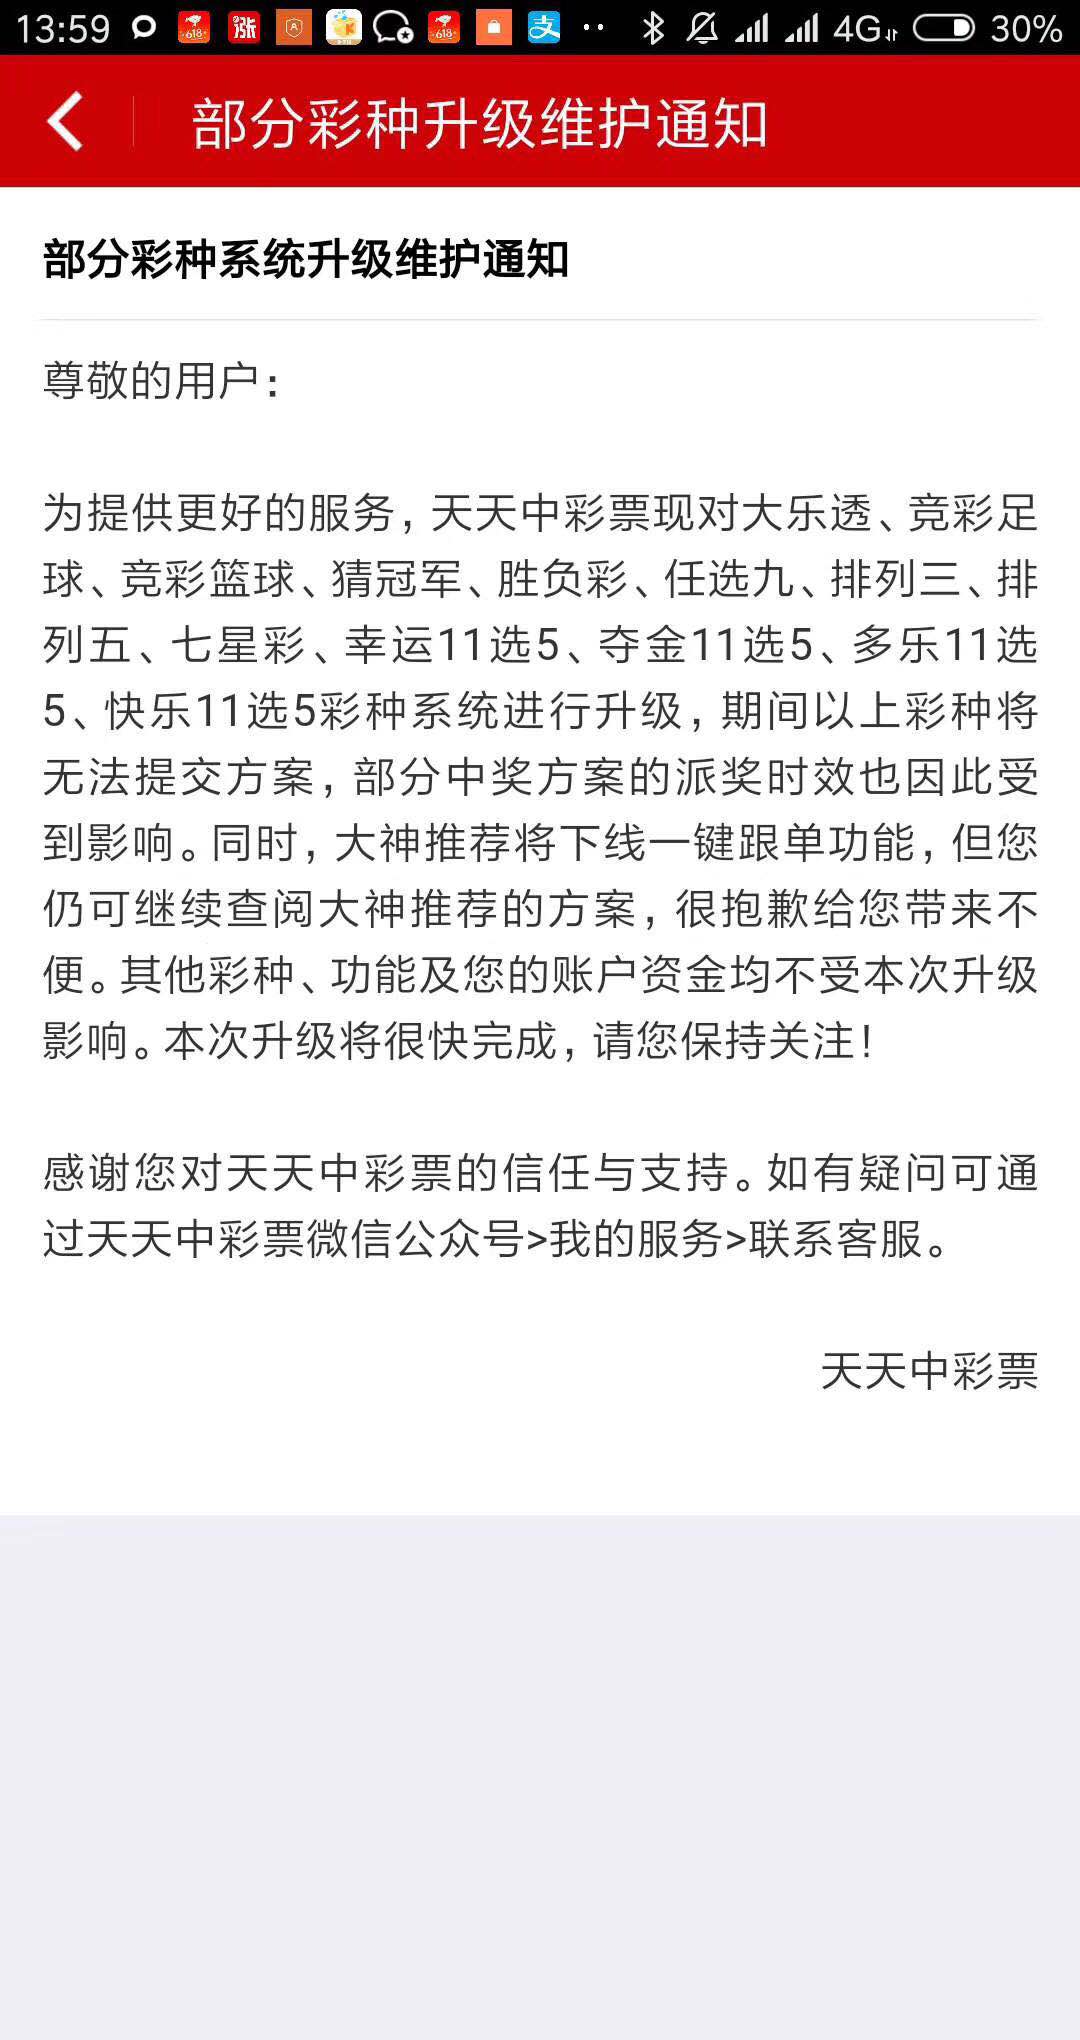 13:59
618
涨
618
支
4G
30%
部分彩种升级维护通知
部分彩种系统升级维护通知
尊敬的用户：
为提供更好的服务，天天中彩票现对大乐透、竞彩足
球、竞彩篮球、猜冠军、胜负彩、任选九、排列三、排
列五、七星彩、幸运11选5、夺金11选5、多乐11选
5、快乐11选5彩种系统进行升级，期间以上彩种将
无法提交方案，部分中奖方案的派奖时效也因此受
到影响。同时，大神推荐将下线一键跟单功能，但您
仍可继续查阅大神推荐的方案，很抱歉给您带来不
便。其他彩种、功能及您的账户资金均不受本次升级
影响。本次升级将很快完成，请您保持关注！
感谢您对天天中彩票的信任与支持。如有疑问可通
过天天中彩票微信公众号>我的服务>联系客服。
天天中彩票